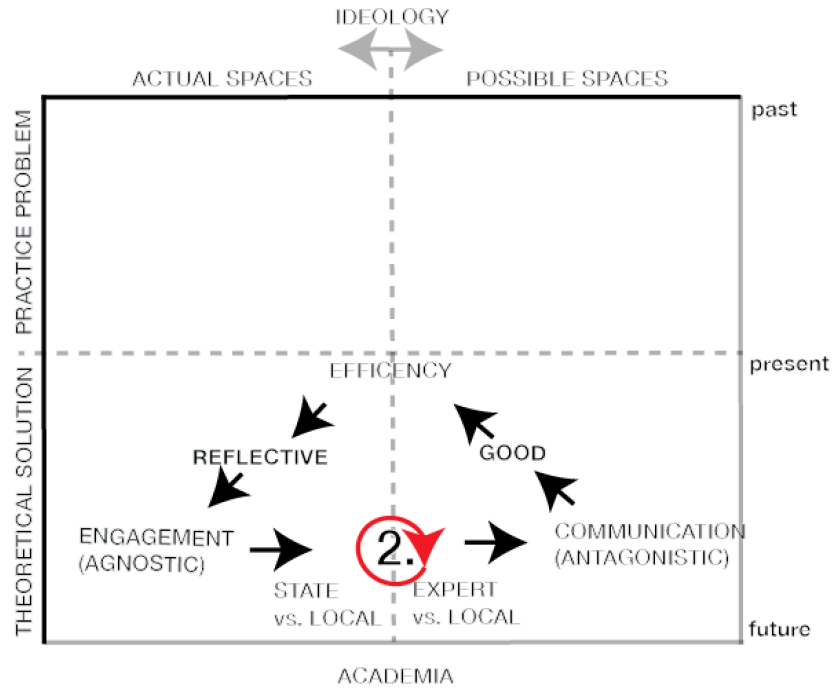 IDEOLOGY
ACTUAL SPACES
POSSIBLE SPACES
past
PRACTICE PROBLEM
present
EFFICENCY
THEORETICAL SOLUTION
REFLECTIVE
GOOD
ENGAGEMENT
(AGNOSTIC)
2.
COMMUNICATION
(ANTAGONISTIC)
STATE
vs. LOCAL
EXPERT
vs. LOCAL
future
ACADEMIA